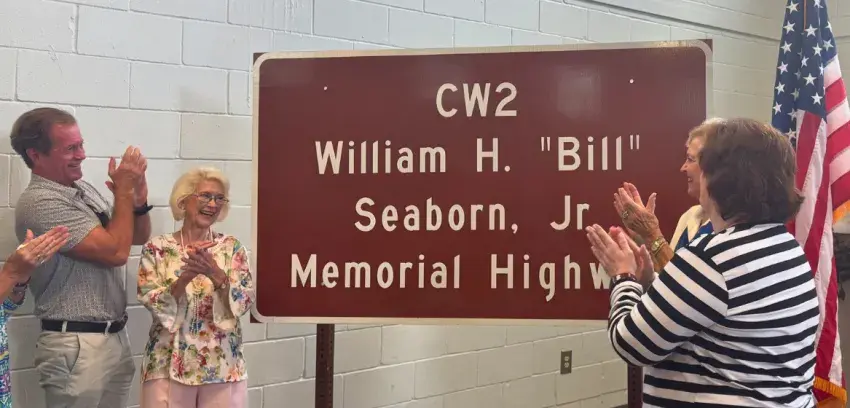 CW2
William H. "Bill"
Seaborn, Jr
Memorial Highw